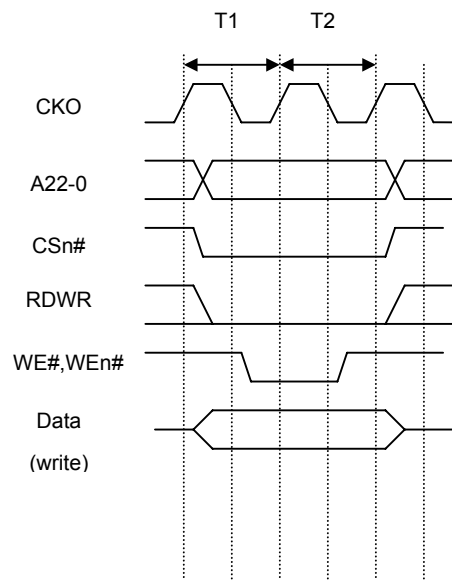 T1 T2
CKO
A22-0
CSn#
RDWR
WE#,WEn#
Data
(write)